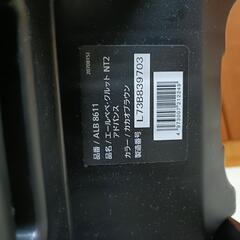 品番 / ALB 8611
品名 / エールベベ・クルット NT2
アドバンス
カラー / カカオブラウン
製造番号 L73B839703